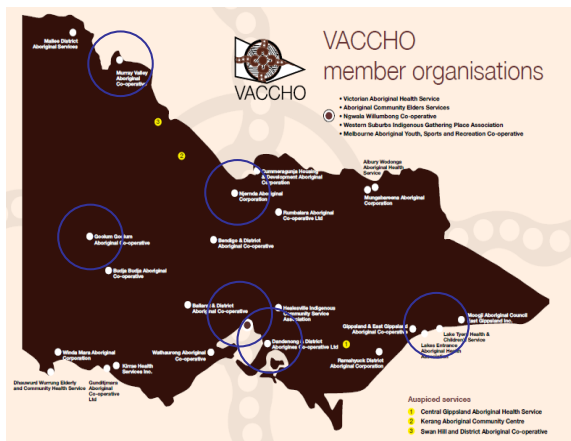 VACCHO
member organisations
VACCHO
• Victorian Aboriginal Health Service
• Aboriginal Community Elders Services
• Ngwala Willumbong Co-operative
• Western Suburbs Indigenous Gathering Place Association
• Melbourne Aboriginal Youth, Sports and Recreation Co-operative
Mallee District
Aboriginal Services
Murray Valley
Aboriginal
Co-operative
3
2
Cummeragunja Housing
& Development Aboriginal
Corporation
Albury Wodonga
Aboriginal Health
Service
Njernda Aboriginal
Corporation
Mungabareena Aboriginal
Corporation
Rumbalara Aboriginal
Co-operative Ltd
Goolum Goolum
Aboriginal Co-operative
Bendigo & District
Aboriginal Co-operative
Budja Budja Aboriginal
Co-operative
Ballarat & District
Aboriginal Co-operative
Healesville Indigenous
Community Service
Association
Moogji Aboriginal Council
East Gippsland Inc.
Lake Tyers Health &
Children's Service
Gippsland & East Gippsland
Aboriginal Co-operative
Lakes Entrance
Aboriginal Health
Association
Dandenong & District
Aborigines Co-operative Ltd
1
Winda Mara Aboriginal
Corporation
Wathaurong Aboriginal
Co-operative
Ramahyuck District
Aboriginal Corporation
Kirrae Health
Services Inc.
Dhauwurd Wurrung Elderly
and Community Health Service
Gunditjmara
Aboriginal
Co-operative
Ltd
Auspiced services
1 Central Gippsland Aboriginal Health Service
2 Kerang Aboriginal Community Centre
3 Swan Hill and District Aboriginal Co-operative